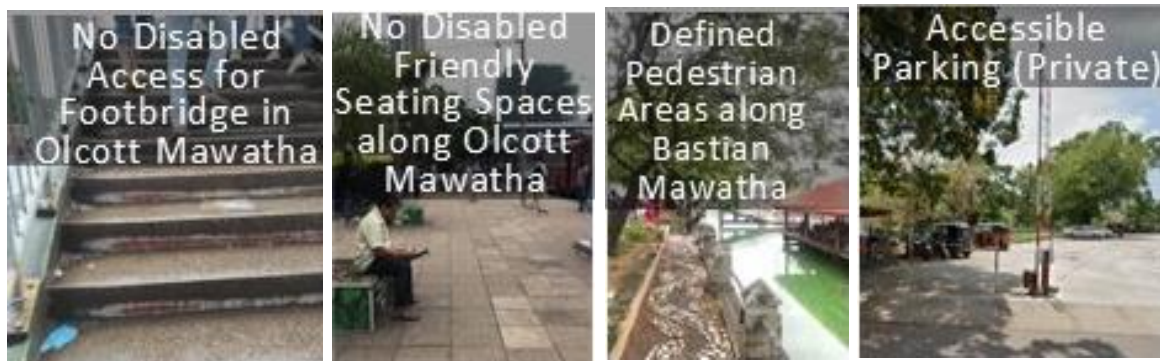 No Disabled
Access for
Footbridge in
Olcott Mawatha
No Disabled
Friendly
Seating Spaces
along Olcott
Mawatha
Defined
Pedestrian
Areas along
Bastian
Mawatha
Accessible
Parking (Private)